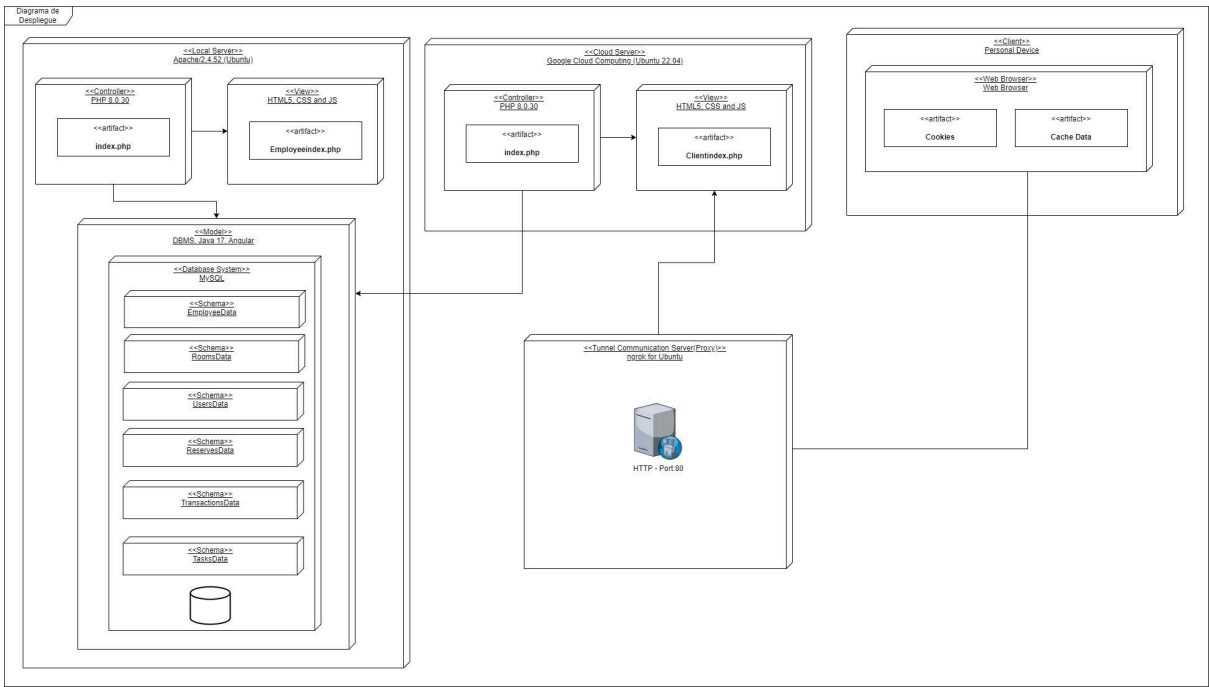 Diagrama de
Despliegue
<<Local Server>>
Apache/2.4.52 (Ubuntu)
<<Controller>>
PHP 8.0.30
<<artifact>>
index.php
<<View>>
HTML5, CSS and JS
<<artifact>>
Employeeindex.php
<<Model>>
DBMS, Java 17, Angular
<<Database System>>
MySQL
<<Schema>>
EmployeeData
<<Schema>>
RoomsData
<<Schema>>
UsersData
<<Schema>>
ReservesData
<<Schema>>
TransactionsData
<<Schema>>
TasksData
<<Cloud Server>>
Google Cloud Computing (Ubuntu 22.04)
<<Controller>>
PHP 8.0.30
<<artifact>>
index.php
<<View>>
HTML5, CSS and JS
<<artifact>>
Clientindex.php
<<Tunnel Communication Server(Proxy)>>
ngrok for Ubuntu
HTTP - Port:80
<<Client>>
Personal Device
<<Web Browser>>
Web Browser
<<artifact>>
Cookies
<<artifact>>
Cache Data